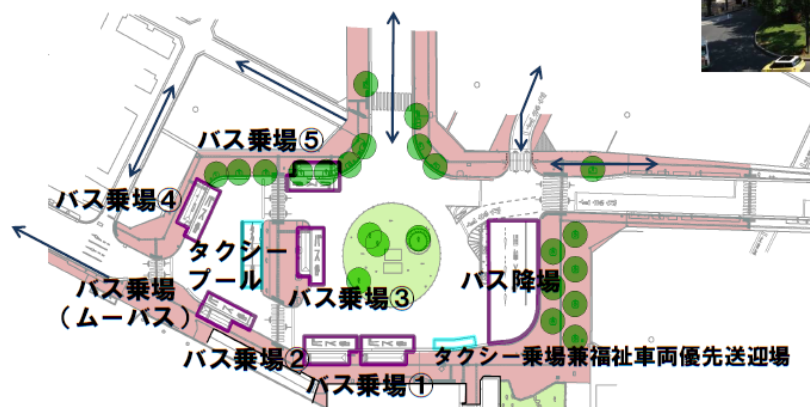 バス乗場⑤
バス乗場④
タクシー
プール
バス乗場
(ムーバス)
バス乗場③
バス降場
バス乗場②
タクシー乗場兼福祉車両優先送迎場
バス乗場①